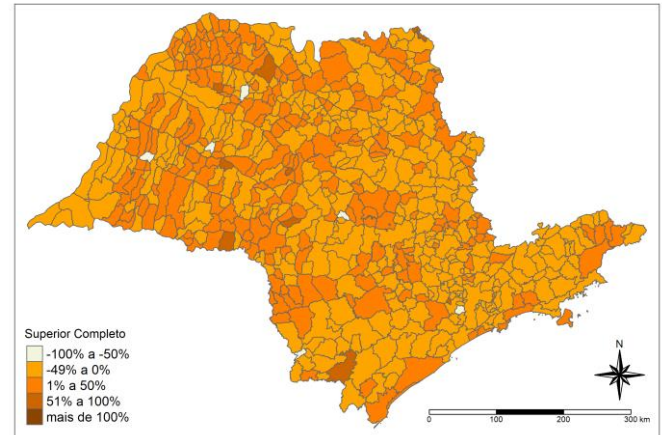 Superior Completo
-100% a -50%
-49% a 0%
1% a 50%
51% a 100%
mais de 100%
N
0 100 200 300 km